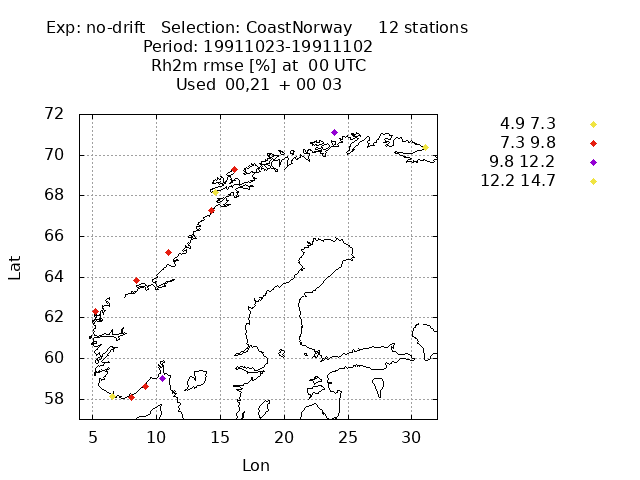 Exp: no-drift Selection: CoastNorway 12 stations
Period: 19911023-19911102
Rh2m rmse [%] at 00 UTC
Used 00,21 + 00 03
4.9 7.3
7.3 9.8
9.8 12.2
12.2 14.7
72
70
68
66
64
62
60
58
Lat
5 10 15 20 25 30
Lon